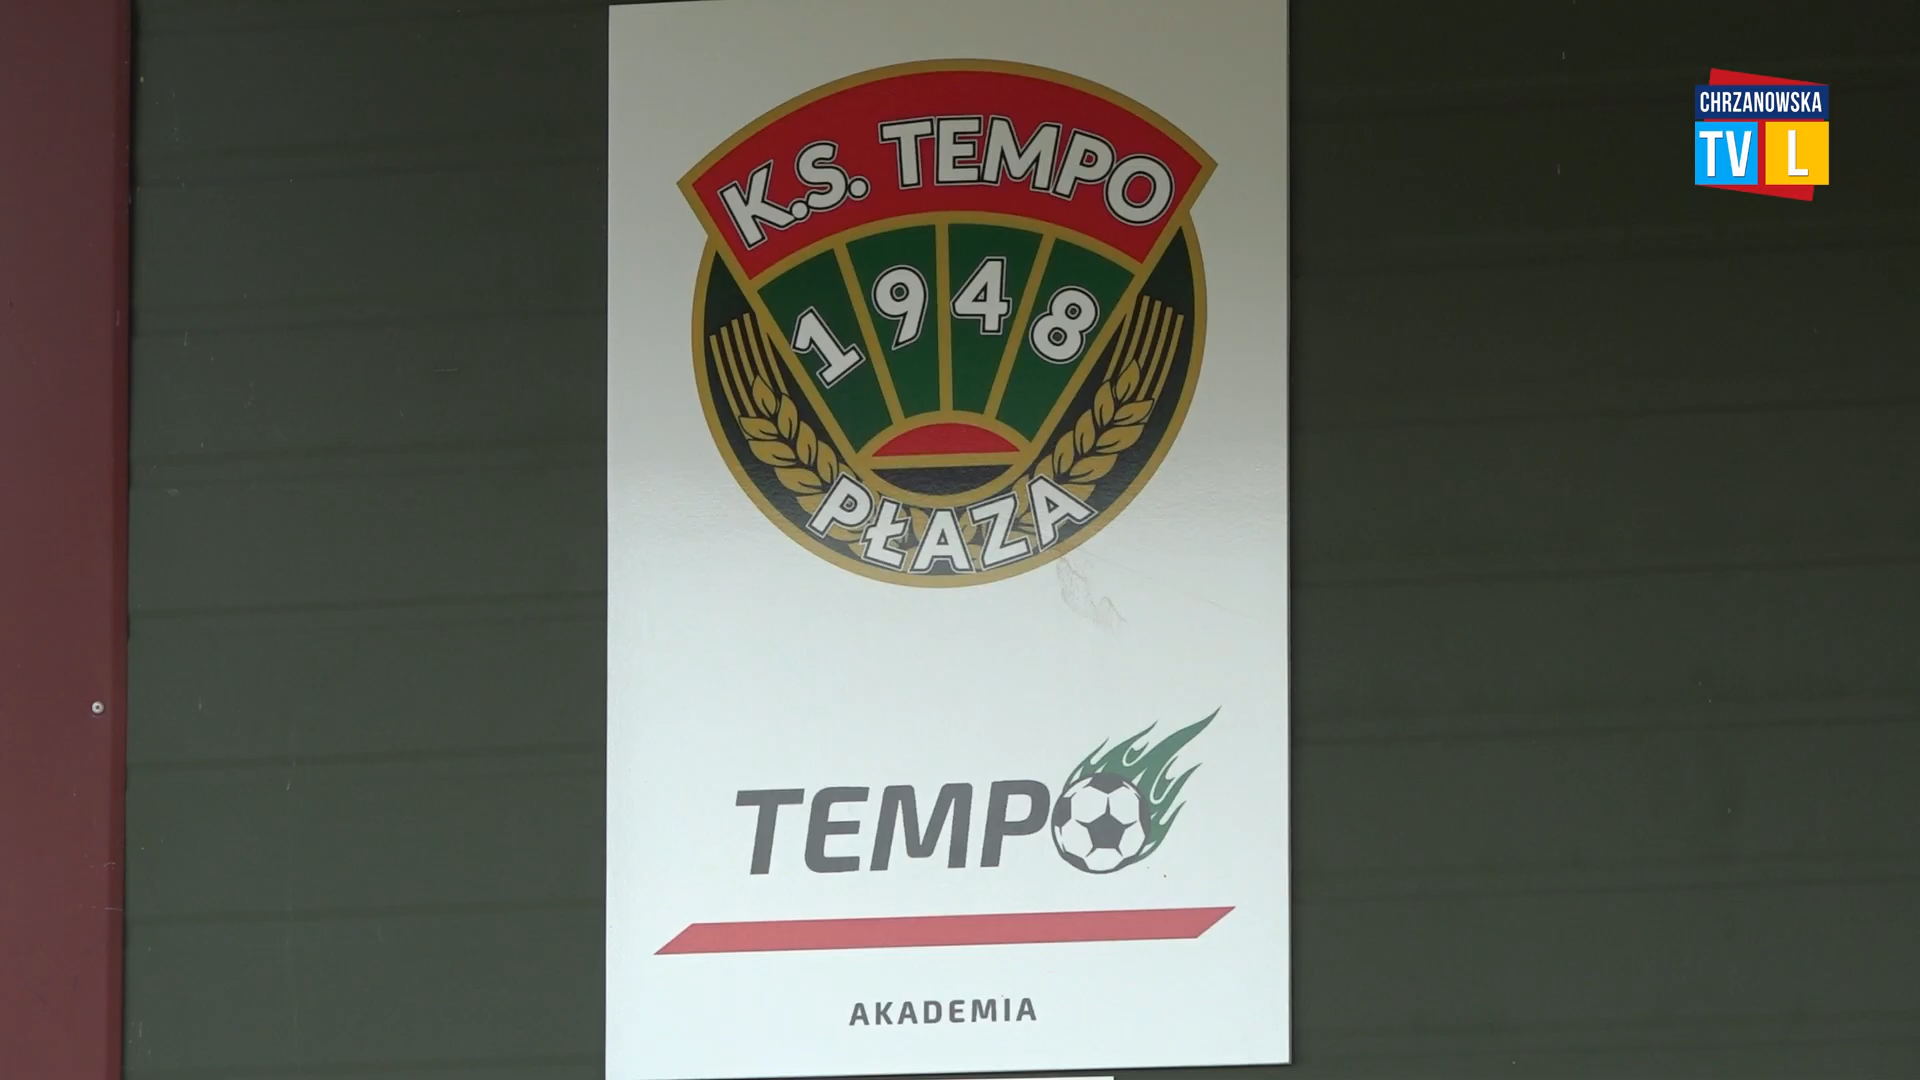 K.S. TEMPO
1948
PŁAZA
TEMPO
AKADEMIA
CHRZANOWSKA
TV L